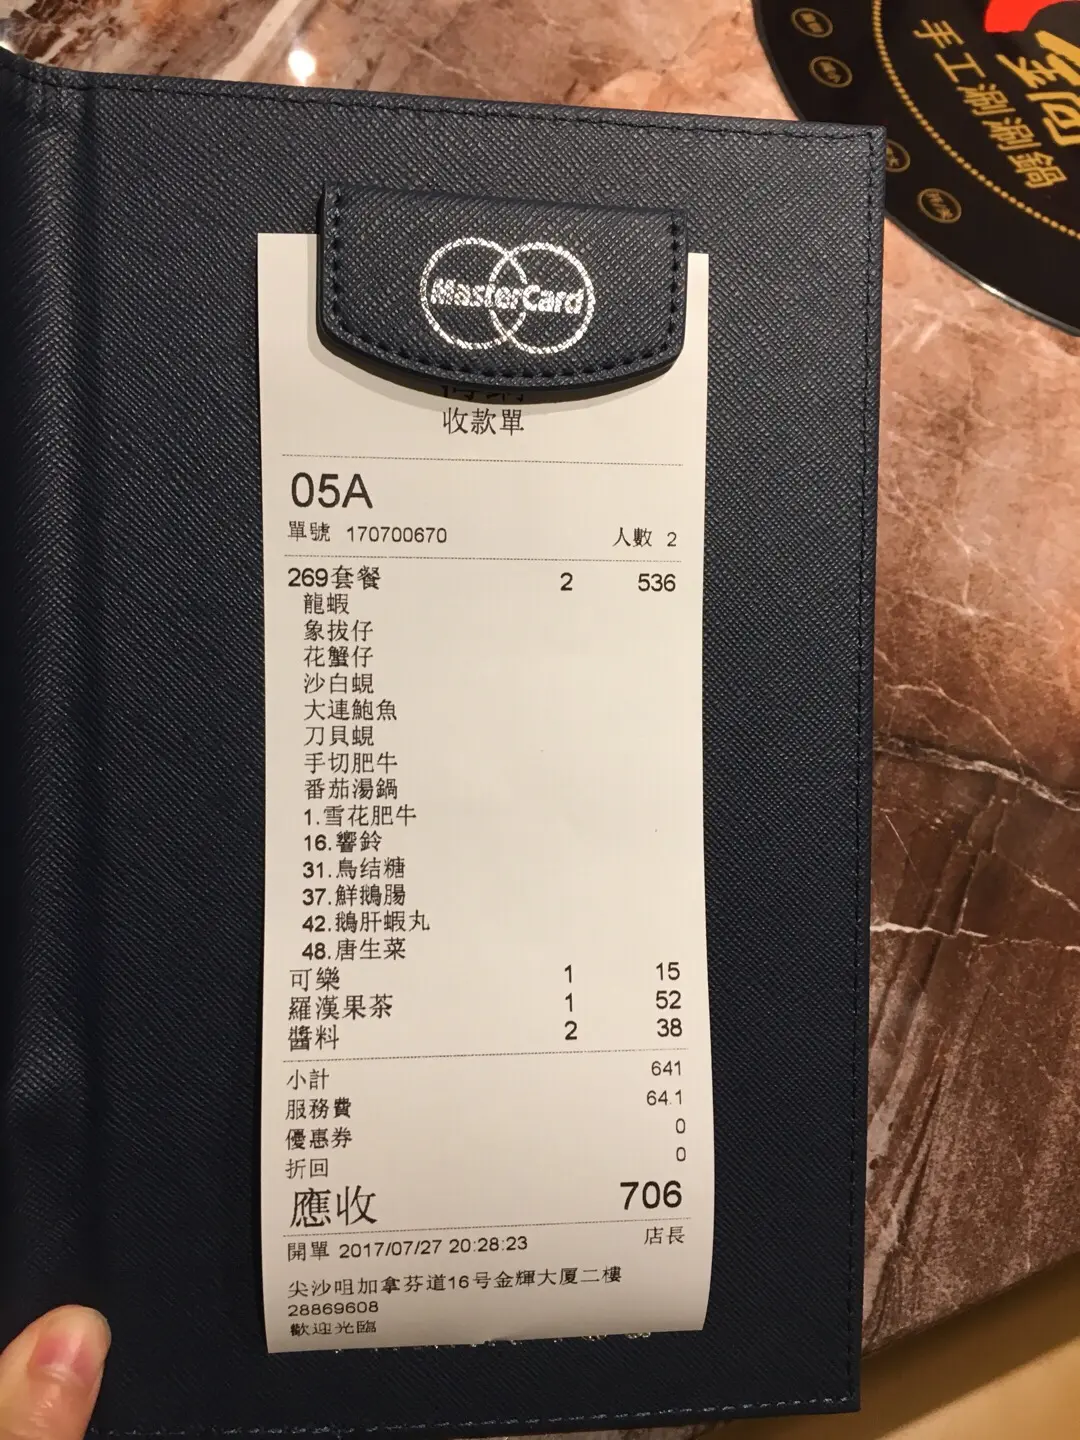 手工涮涮鍋
MasterCard
收款單
05A
單號 170700670 人數 2
269套餐 2 536
龍蝦
象拔仔
花蟹仔
沙白蜆
大連鮑魚
刀貝蜆
手切肥牛
番茄湯鍋
1.雪花肥牛
16.響鈴
31.鳥结糖
37.鮮鵝腸
42.鵝肝蝦丸
48.唐生菜
可樂 1 15
羅漢果茶 1 52
醬料 2 38
小計 641
服務費 64.1
優惠券 0
折回 0
應收 706
開單 2017/07/27 20:28:23 店長
尖沙咀加拿芬道16号金輝大厦二樓
28869608
歡迎光臨